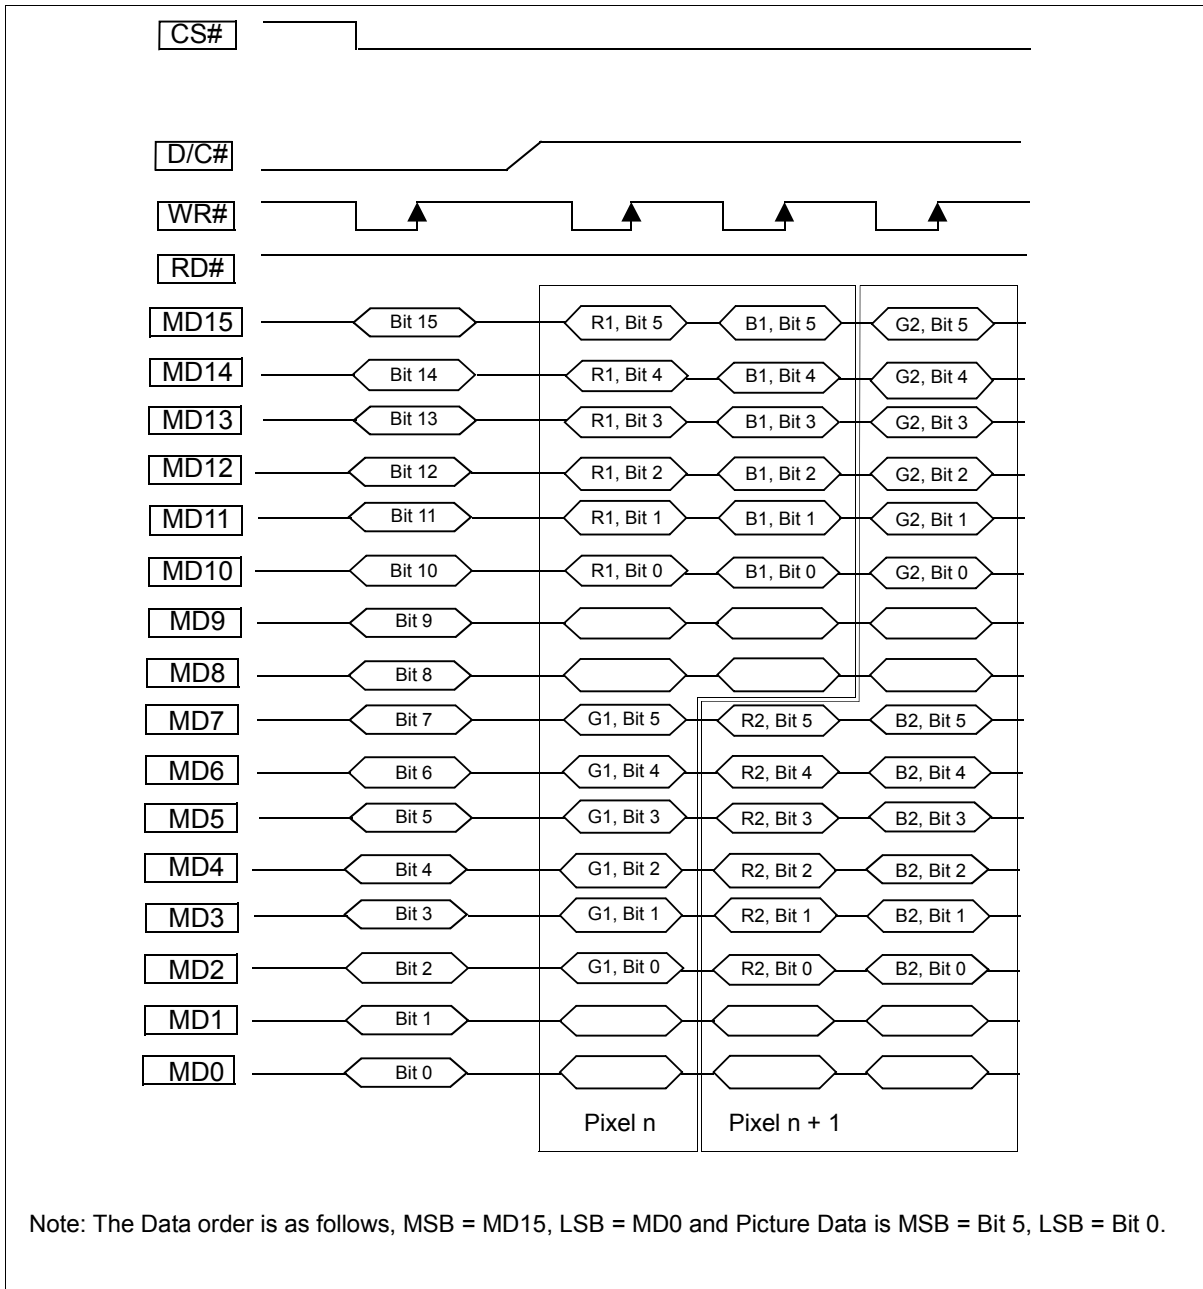 CS#
D/C#
WR#
RD#
MD15 Bit 15 R1, Bit 5 B1, Bit 5 G2, Bit 5
MD14 Bit 14 R1, Bit 4 B1, Bit 4 G2, Bit 4
MD13 Bit 13 R1, Bit 3 B1, Bit 3 G2, Bit 3
MD12 Bit 12 R1, Bit 2 B1, Bit 2 G2, Bit 2
MD11 Bit 11 R1, Bit 1 B1, Bit 1 G2, Bit 1
MD10 Bit 10 R1, Bit 0 B1, Bit 0 G2, Bit 0
MD9 Bit 9
MD8 Bit 8
MD7 Bit 7 G1, Bit 5 R2, Bit 5 B2, Bit 5
MD6 Bit 6 G1, Bit 4 R2, Bit 4 B2, Bit 4
MD5 Bit 5 G1, Bit 3 R2, Bit 3 B2, Bit 3
MD4 Bit 4 G1, Bit 2 R2, Bit 2 B2, Bit 2
MD3 Bit 3 G1, Bit 1 R2, Bit 1 B2, Bit 1
MD2 Bit 2 G1, Bit 0 R2, Bit 0 B2, Bit 0
MD1 Bit 1
MD0 Bit 0
Pixel n Pixel n + 1
Note: The Data order is as follows, MSB = MD15, LSB = MD0 and Picture Data is MSB = Bit 5, LSB = Bit 0.